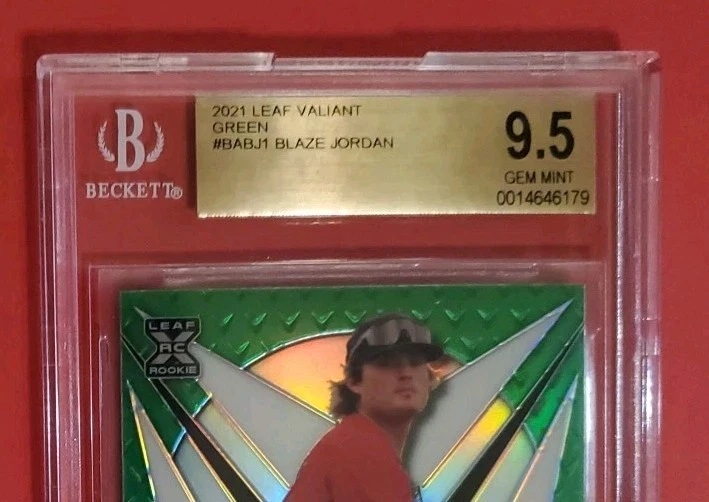 B
BECKETT®
2021 LEAF VALIANT
GREEN
#BABJ1 BLAZE JORDAN
9.5
GEM MINT
0014646179
LEAF
RC
X
ROOKIE